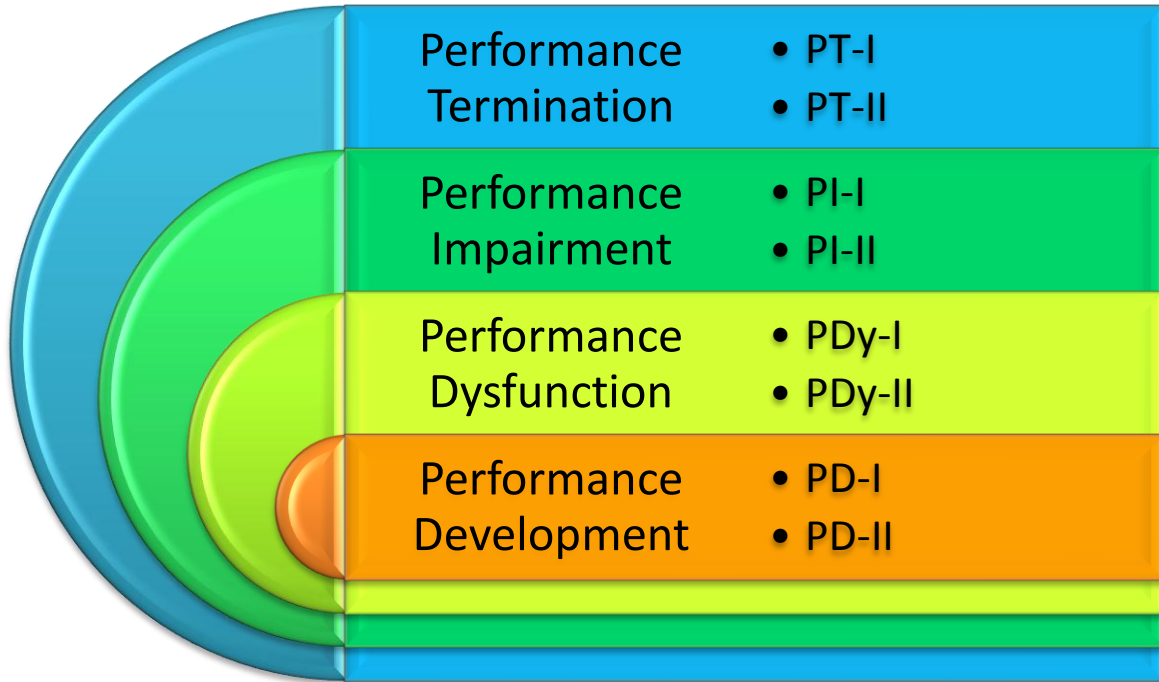 Performance
Termination
• PT-I
• PT-II
Performance
Impairment
• PI-I
• PI-II
Performance
Dysfunction
• PDy-I
• PDy-II
Performance
Development
• PD-I
• PD-II